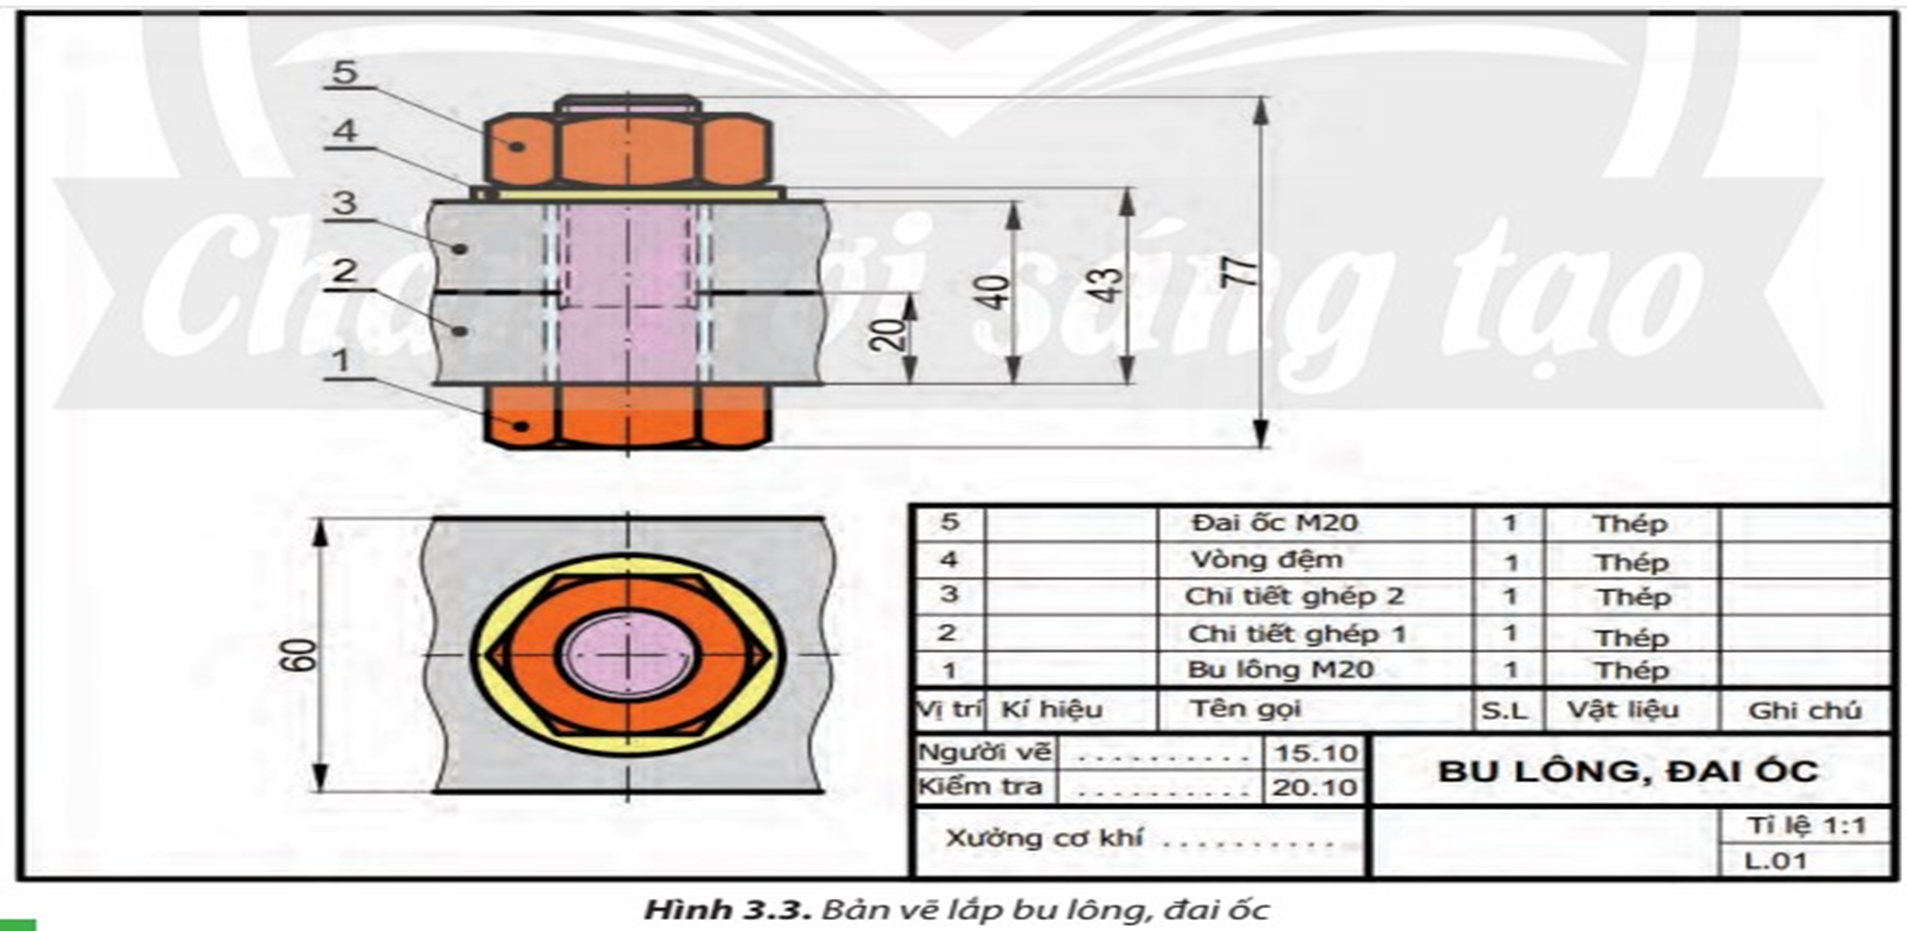 5
4
3
2
1
20
40
43
77
60
Chân trời sáng tạo
5 Đai ốc M20 1 Thép
4 Vòng đệm 1 Thép
3 Chi tiết ghép 2 1 Thép
2 Chi tiết ghép 1 1 Thép
1 Bu lông M20 1 Thép
Vị trí Kí hiệu Tên gọi S.L Vật liệu Ghi chú
Người vẽ .......... 15.10
Kiểm tra .......... 20.10
BU LÔNG, ĐAI ỐC
Xưởng cơ khí ..........
Tỉ lệ 1:1
L.01
Hình 3.3. Bản vẽ lắp bu lông, đai ốc